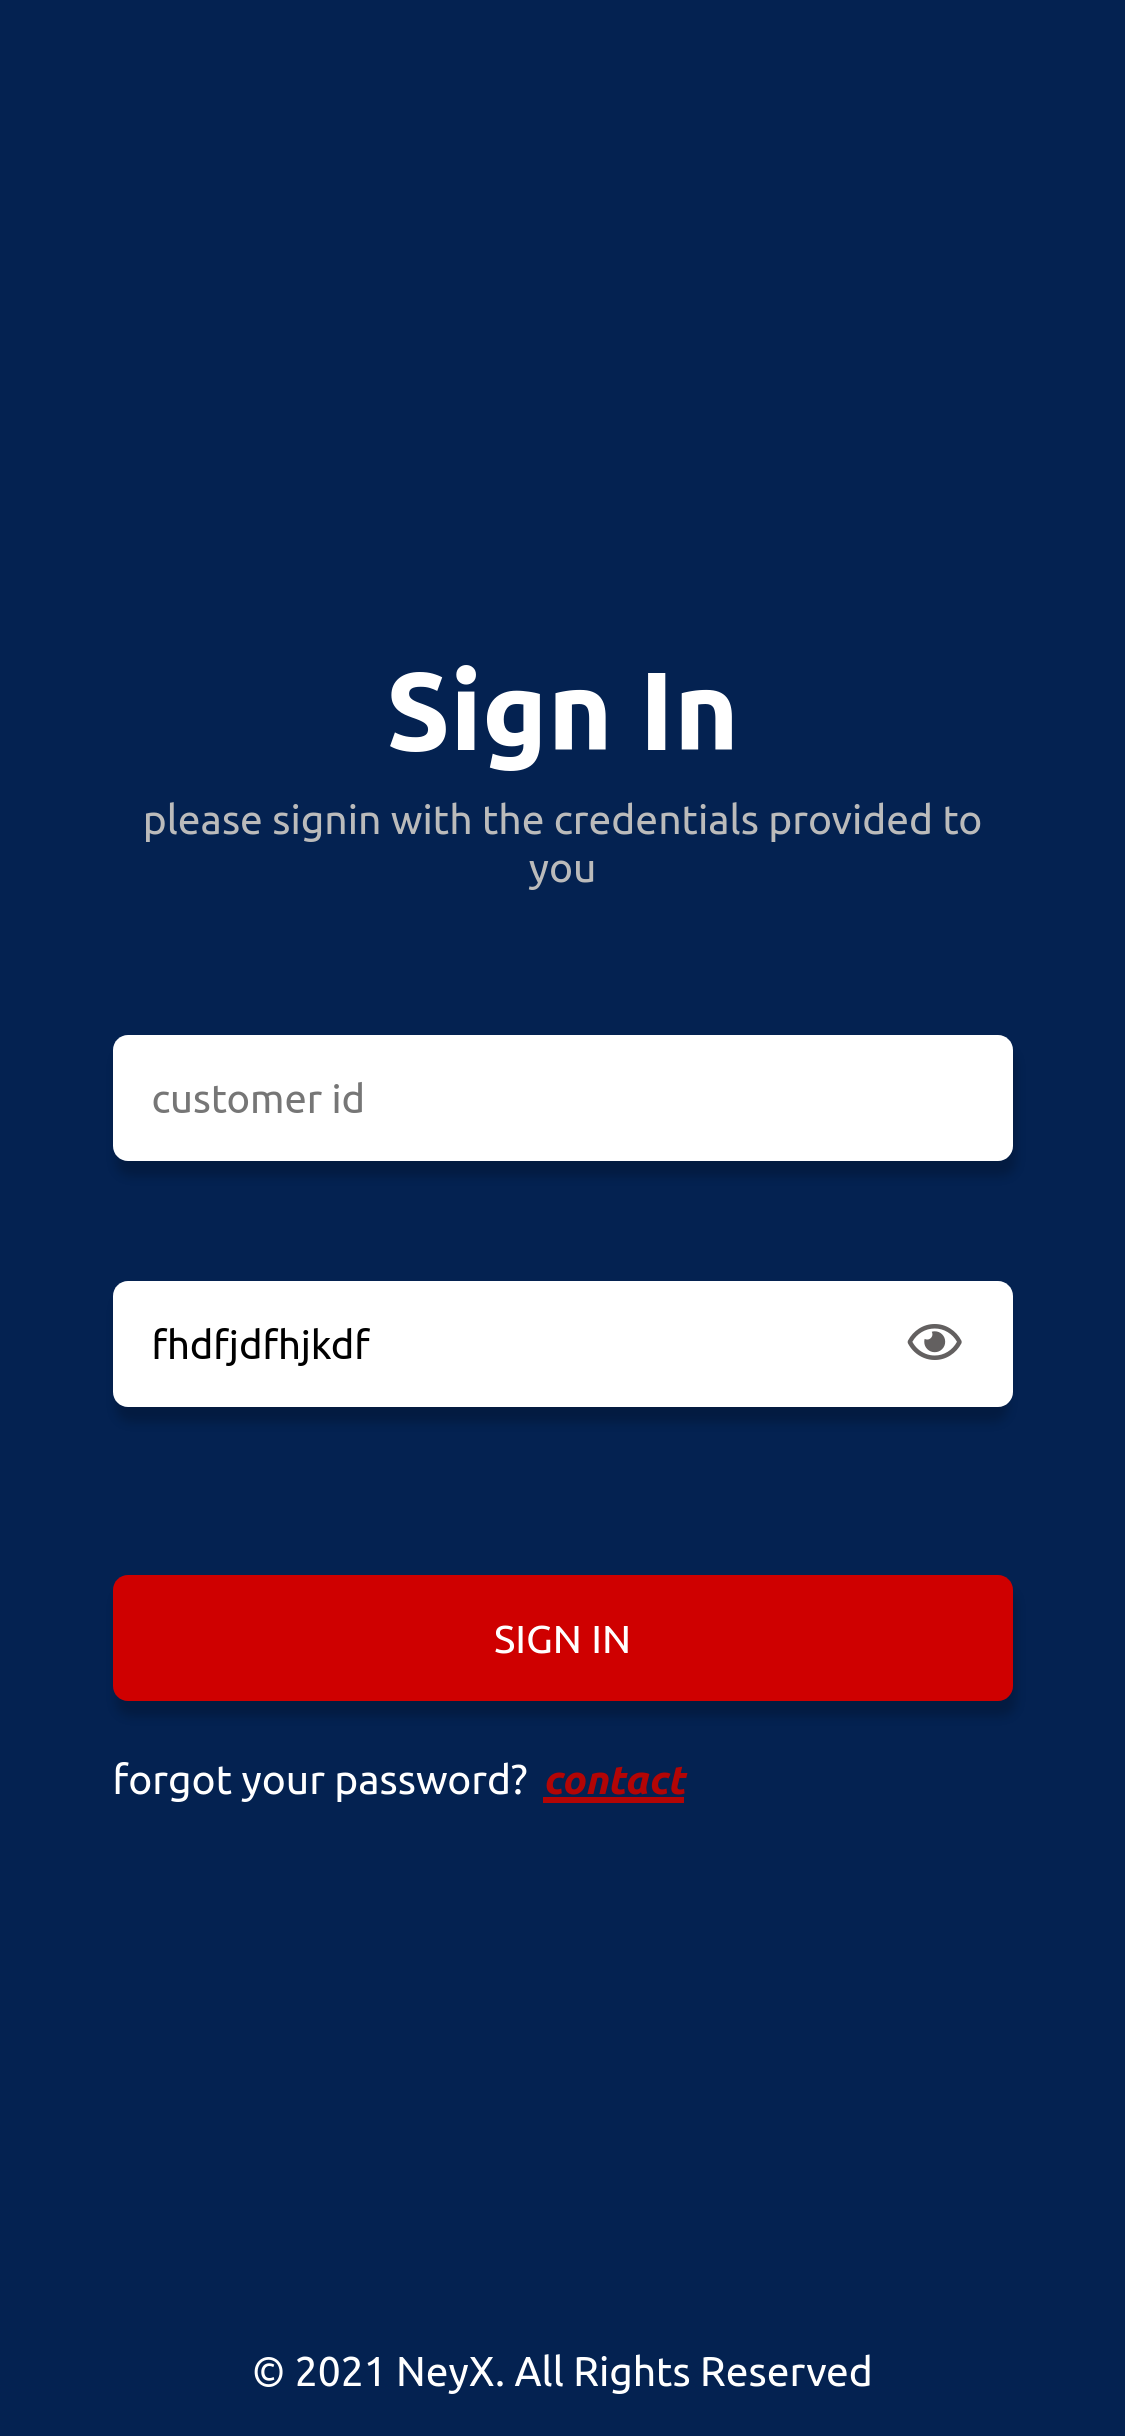 Sign In
please signin with the credentials provided to
you
customer id
fhdfjdfhjkdf
SIGN IN
forgot your password? contact
© 2021 NeyX. All Rights Reserved